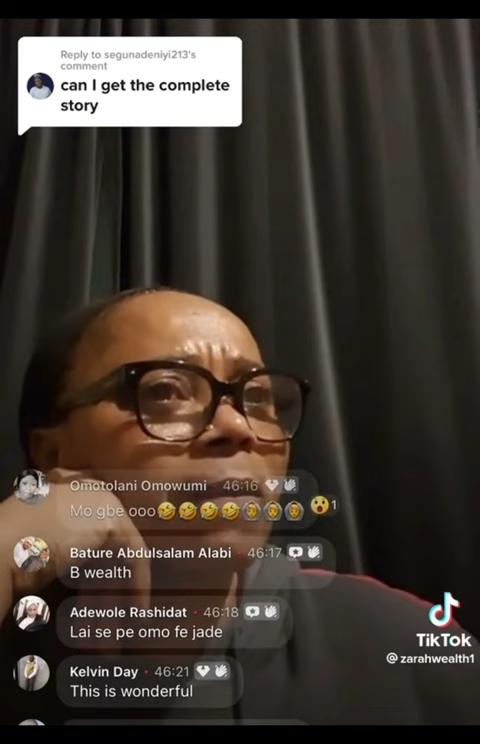 Reply to segunadeniyi213's
comment
can I get the complete
story
Omotolani Omowumi 46:16
Mo gbe ooo🤣🤣🤣🤣🙆🙆🙆 😮1
Bature Abdulsalam Alabi • 46:17
B wealth
Adewole Rashidat • 46:18
Lai se pe omo fe jade
Kelvin Day • 46:21
This is wonderful
TikTok
@zarahwealth1